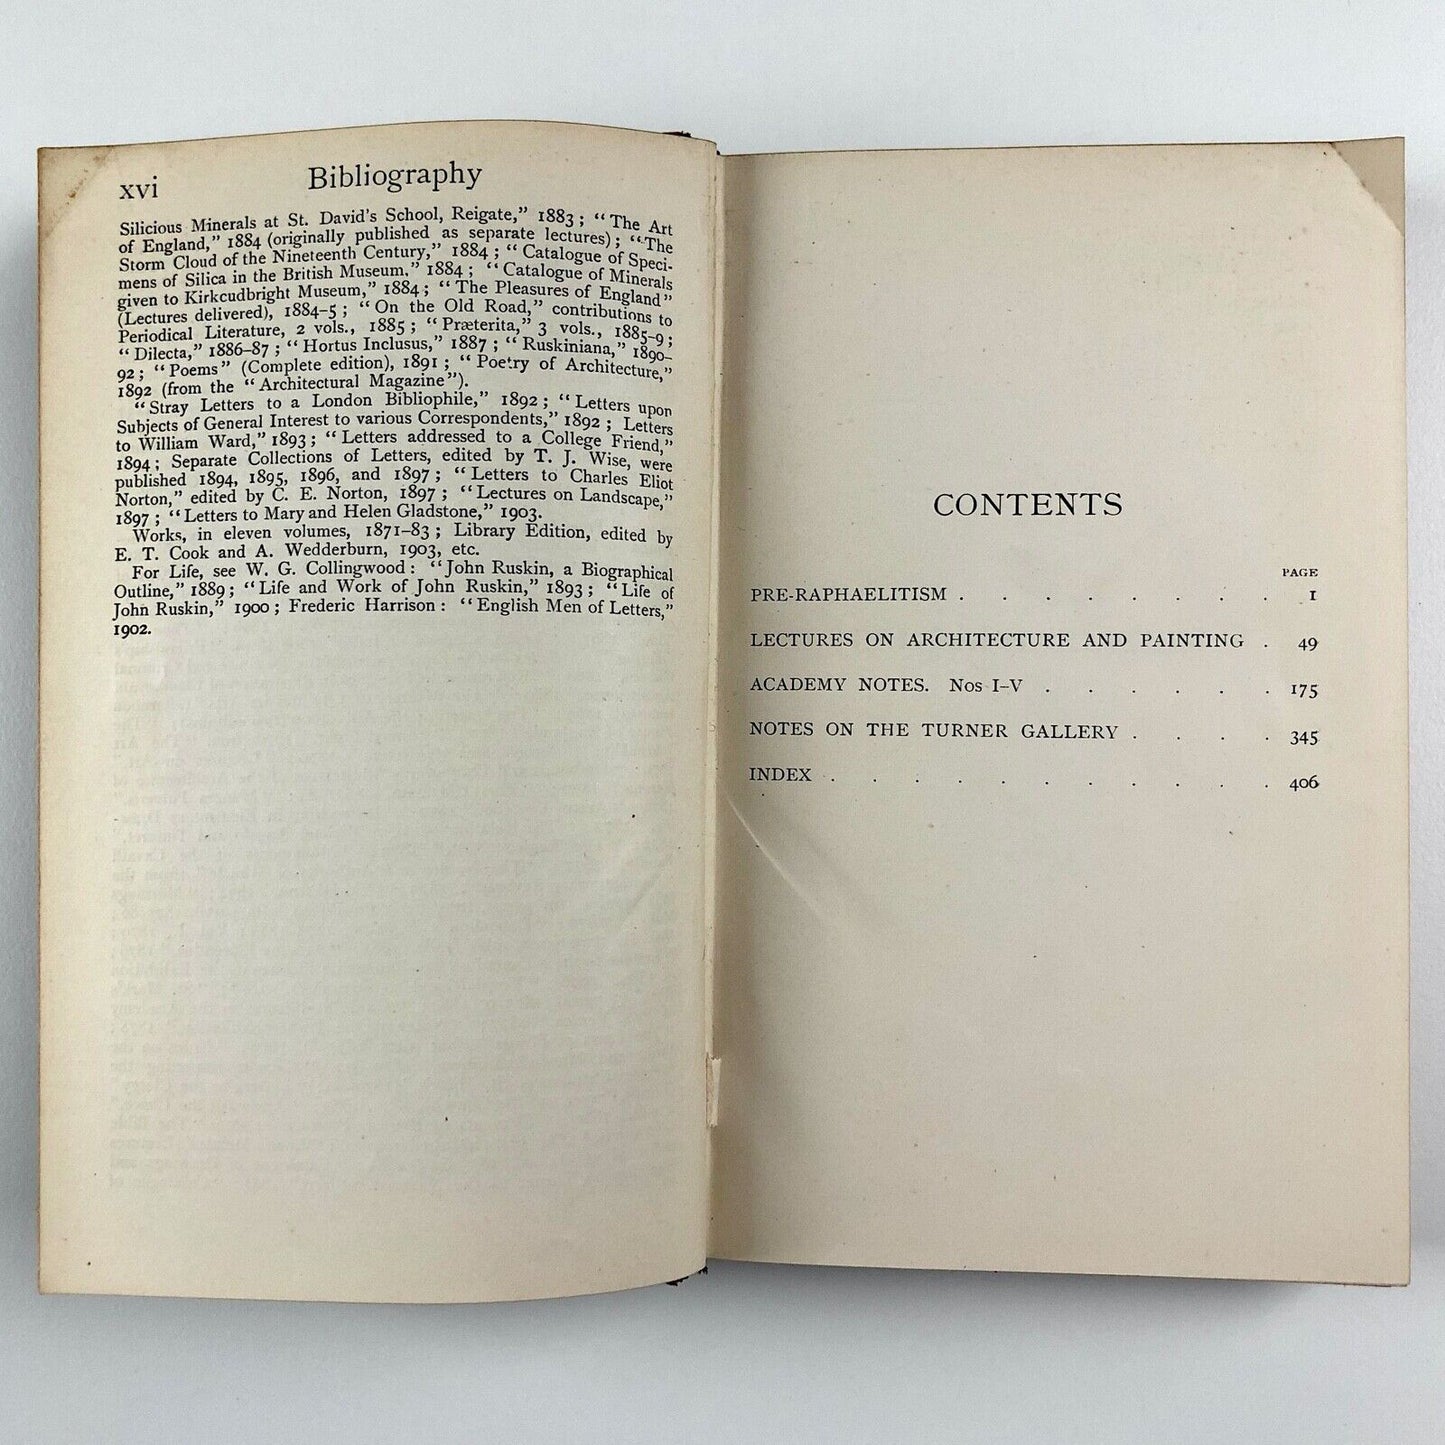 xvi
Bibliography
Silicious Minerals at St. David's School, Reigate," 1883; "The Art
of England," 1884 (originally published as separate lectures); "The
Storm Cloud of the Nineteenth Century," 1884; "Catalogue of Speci-
mens of Silica in the British Museum," 1884; "Catalogue of Minerals
given to Kirkcudbright Museum," 1884; "The Pleasures of England"
(Lectures delivered), 1884-5; "On the Old Road," contributions to
Periodical Literature, 2 vols., 1885; "Præterita," 3 vols., 1885-9;
"Dilecta," 1886-87; "Hortus Inclusus," 1887; "Ruskiniana," 1890-
92; "Poems" (Complete edition), 1891; "Poetry of Architecture,"
1892 (from the "Architectural Magazine").
"Stray Letters to a London Bibliophile," 1892; "Letters upon
Subjects of General Interest to various Correspondents," 1892; Letters
to William Ward," 1893; "Letters addressed to a College Friend,"
1894; Separate Collections of Letters, edited by T. J. Wise, were
published 1894, 1895, 1896, and 1897; "Letters to Charles Eliot
Norton," edited by C. E. Norton, 1897; "Lectures on Landscape,"
1897; "Letters to Mary and Helen Gladstone," 1903.
Works, in eleven volumes, 1871-83; Library Edition, edited by
E. T. Cook and A. Wedderburn, 1903, etc.
For Life, see W. G. Collingwood: "John Ruskin, a Biographical
Outline," 1889; "Life and Work of John Ruskin," 1893; "Life of
John Ruskin," 1900; Frederic Harrison: "English Men of Letters,"
1902.
CONTENTS
PAGE
PRE-RAPHAELITISM . . . . . . . . 1
LECTURES ON ARCHITECTURE AND PAINTING . 49
ACADEMY NOTES. Nos I-V . . . . . . 175
NOTES ON THE TURNER GALLERY . . . . 345
INDEX . . . . . . . . . . . 406